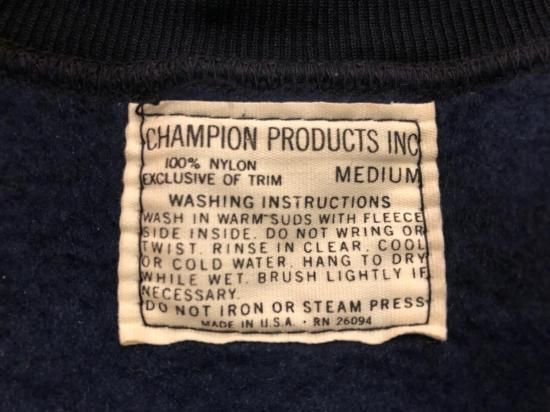 CHAMPION PRODUCTS INC
100% NYLON
EXCLUSIVE OF TRIM MEDIUM
WASHING INSTRUCTIONS
WASH IN WARM SUDS WITH FLEECE
SIDE INSIDE. DO NOT WRING OR
TWIST. RINSE IN CLEAR, COOL
OR COLD WATER. HANG TO DRY
WHILE WET. BRUSH LIGHTLY IF
NECESSARY.
DO NOT IRON OR STEAM PRESS
MADE IN U.S.A. · RN 26094